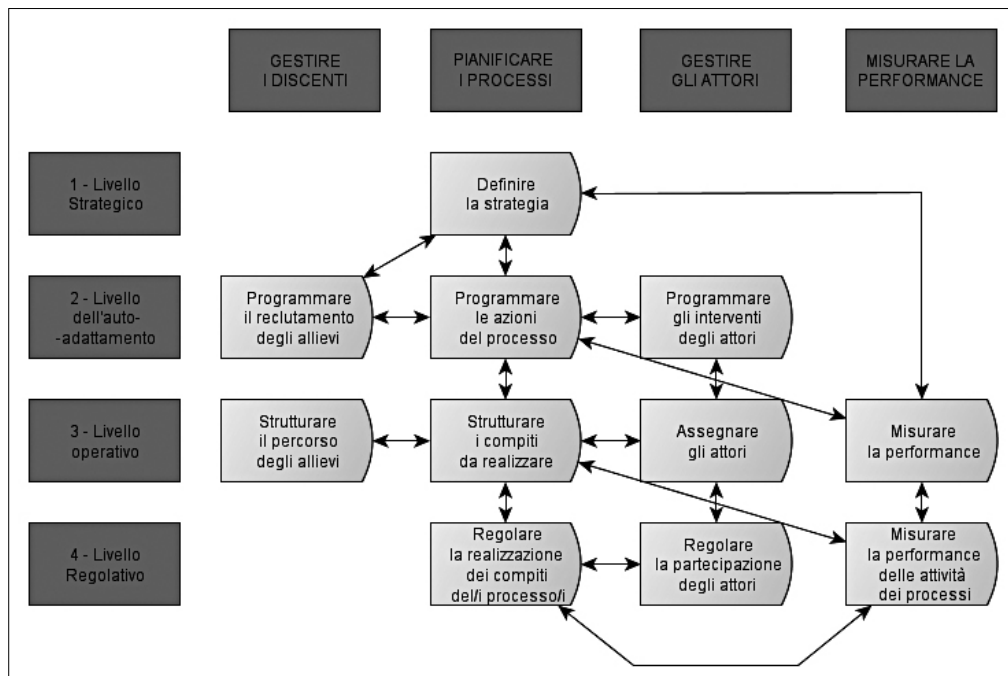 GESTIRE
I DISCENTI
PIANIFICARE
I PROCESSI
GESTIRE
GLI ATTORI
MISURARE LA
PERFORMANCE
1 - Livello
Strategico
Definire
la strategia
2 - Livello
dell'auto-
-adattamento
Programmare
il reclutamento
degli allievi
Programmare
le azioni
del processo
Programmare
gli interventi
degli attori
3 - Livello
operativo
Strutturare
il percorso
degli allievi
Strutturare
i compiti
da realizzare
Assegnare
gli attori
Misurare
la performance
4 - Livello
Regolativo
Regolare
la realizzazione
dei compiti
del/i processo/i
Regolare
la partecipazione
degli attori
Misurare
la performance
delle attività
dei processi